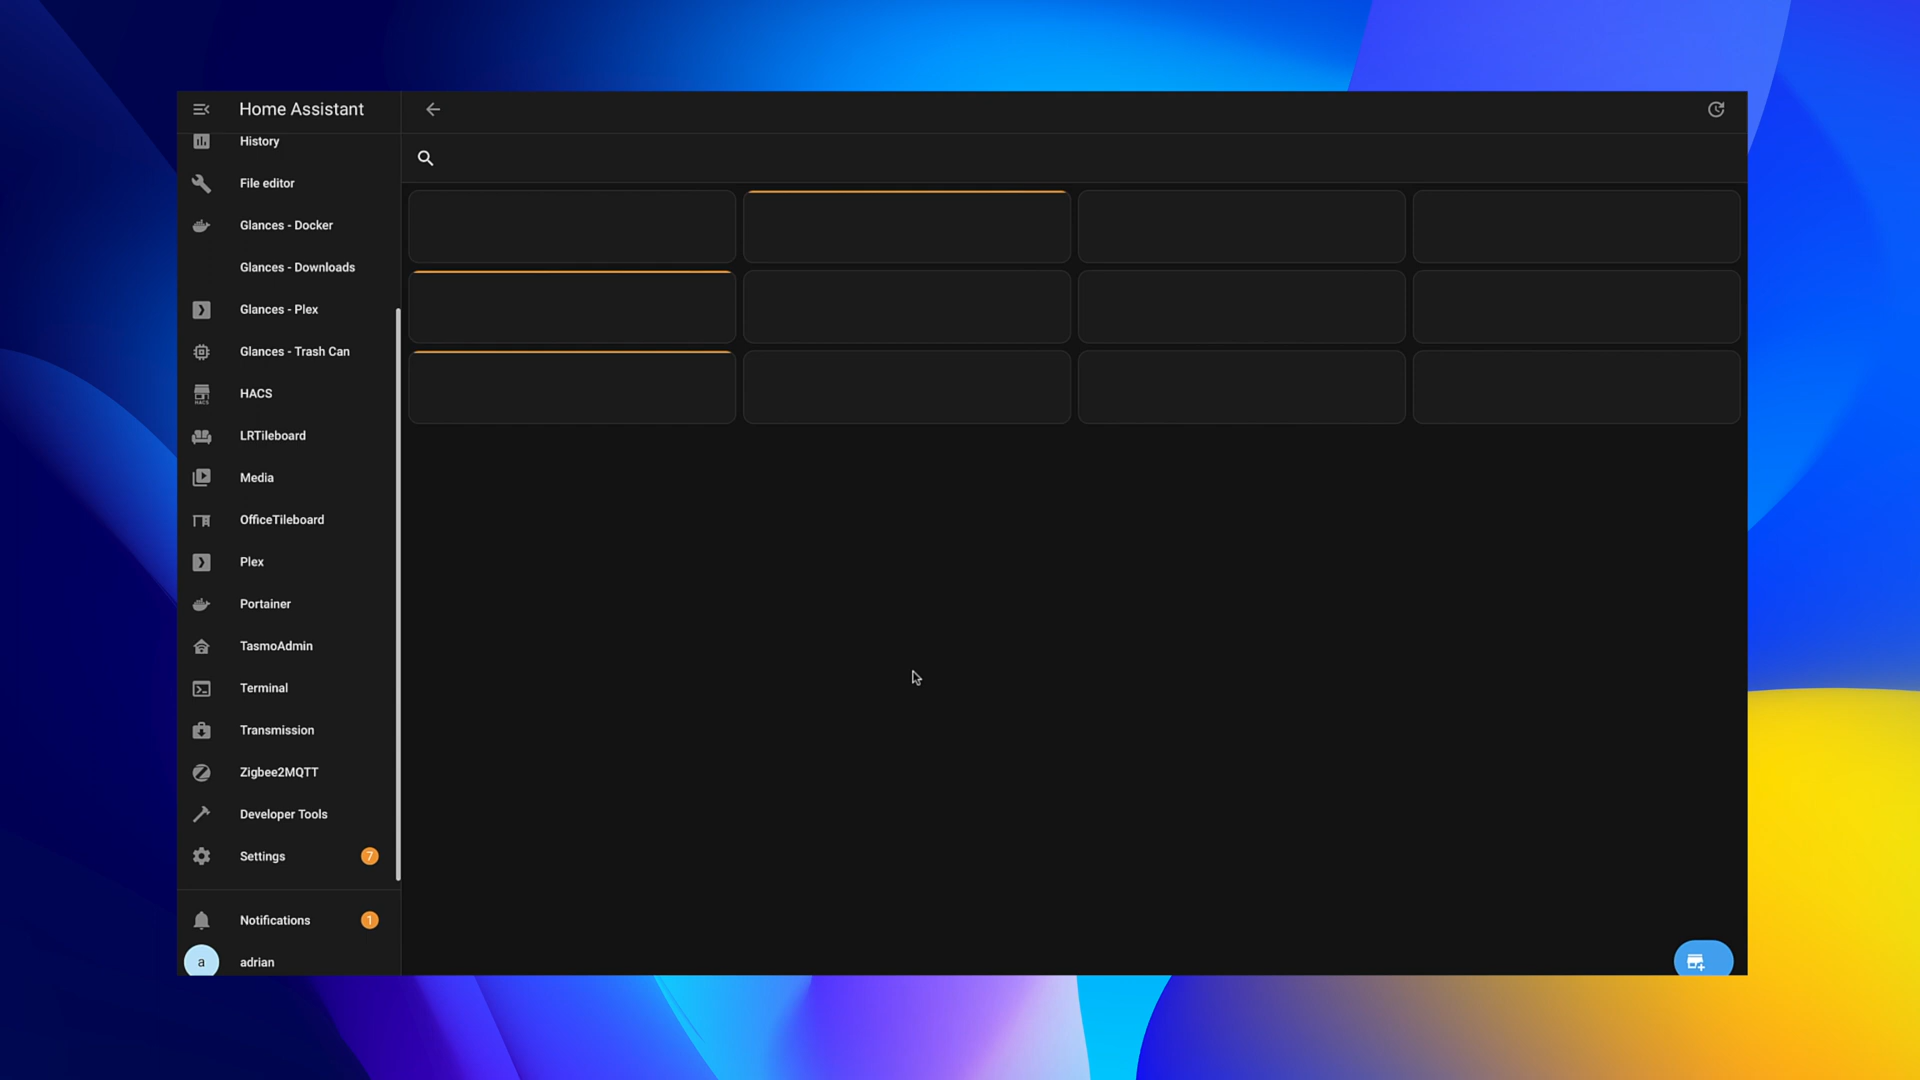 Home Assistant
History
File editor
Glances - Docker
Glances - Downloads
Glances - Plex
Glances - Trash Can
HACS
LRTileboard
Media
OfficeTileboard
Plex
Portainer
TasmoAdmin
Terminal
Transmission
Zigbee2MQTT
Developer Tools
Settings 7
Notifications 1
a adrian